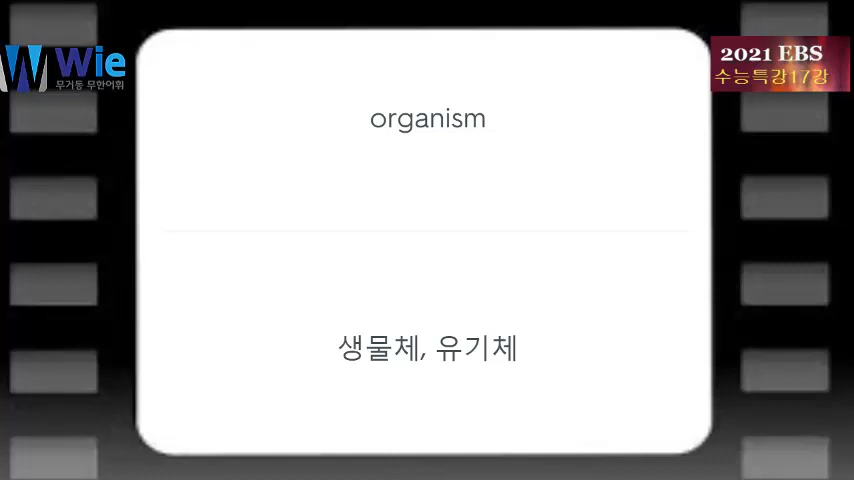 Wie
무거동 무한어휘
2021 EBS
수능특강17강
organism
생물체, 유기체